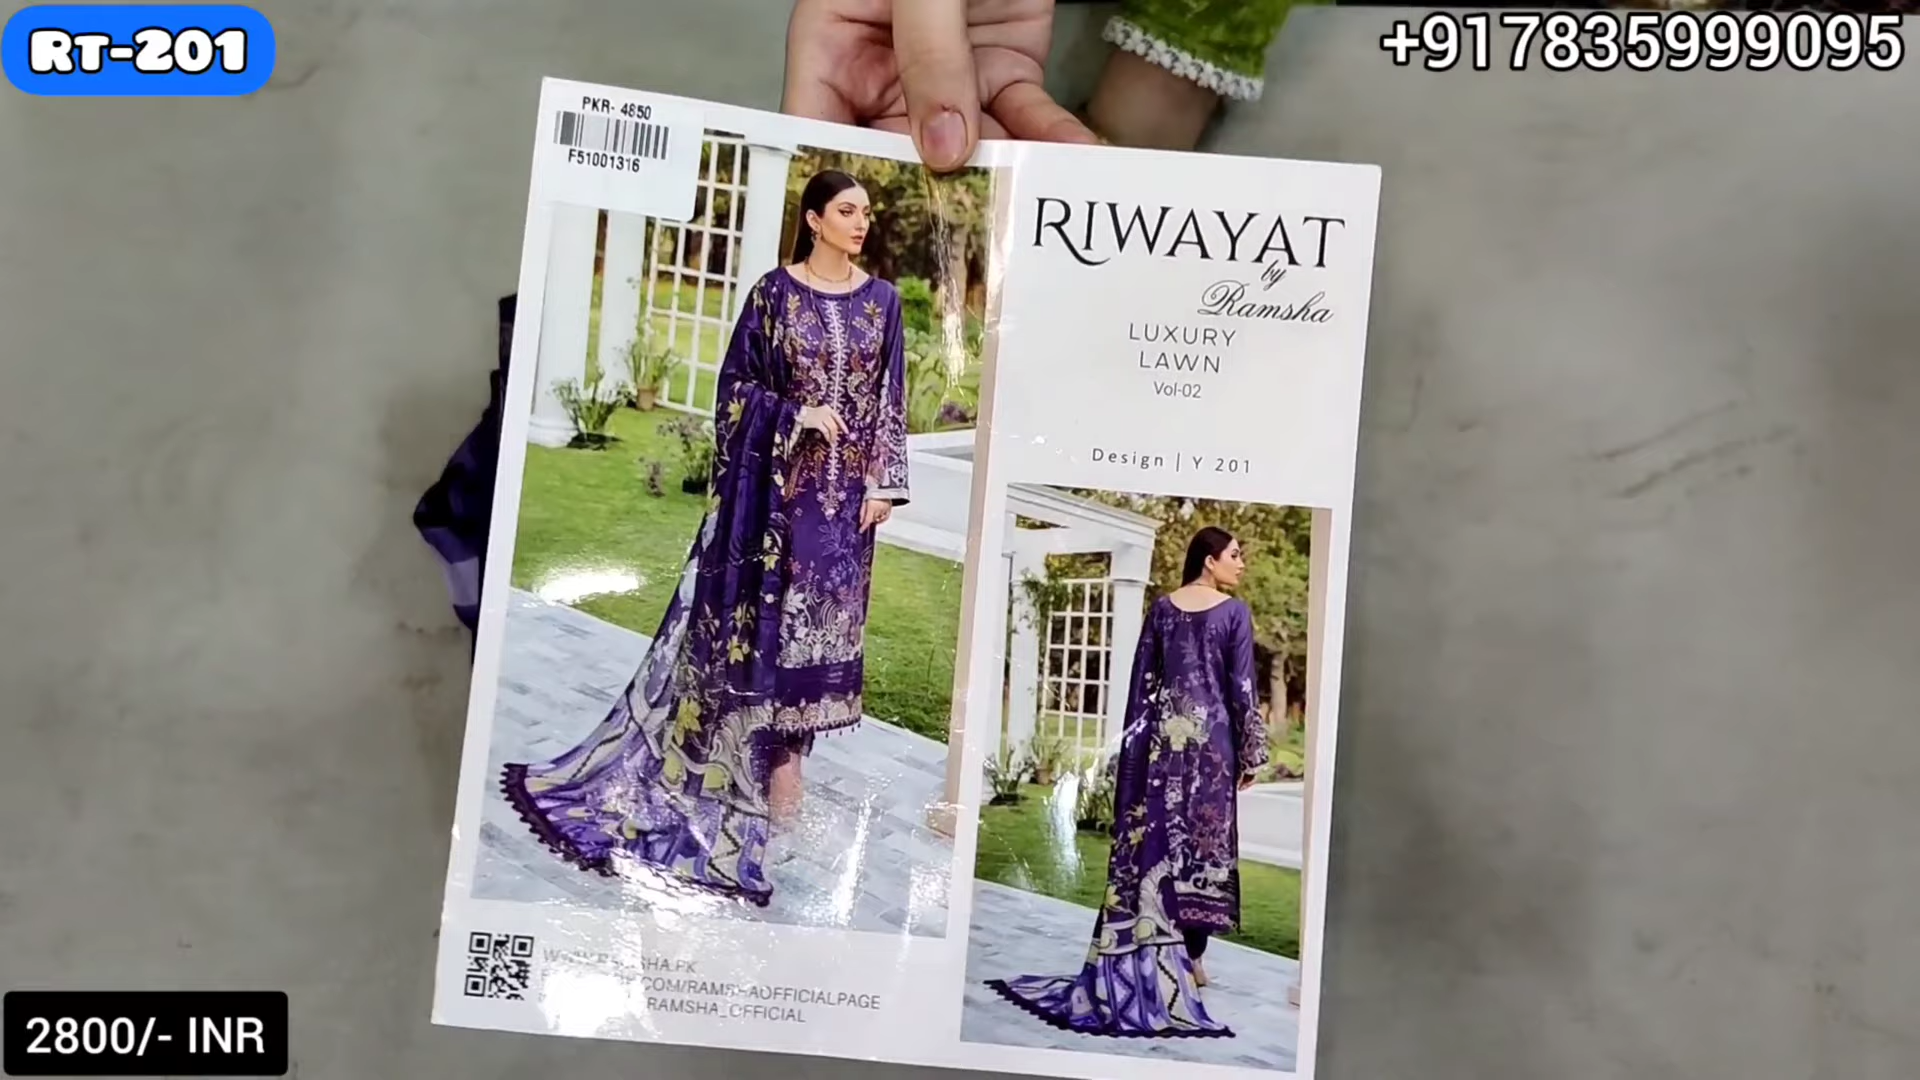 RT-201
+917835999095
PKR- 4850
F51001316
RIWAYAT
by
Ramsha
LUXURY
LAWN
Vol-02
Design | Y 201
.COM/RAMSHAOFFICIALPAGE
RAMSHA_OFFICIAL
2800/- INR